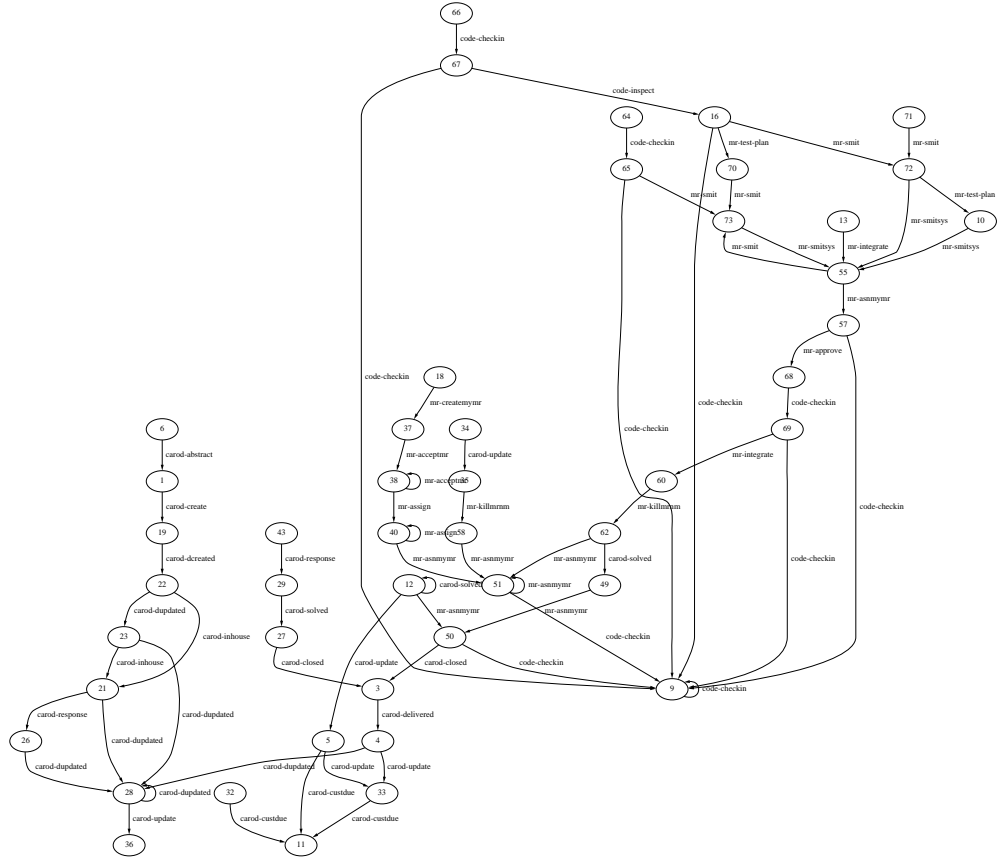 66
code-checkin
67
code-inspect
64
16
71
code-checkin
mr-test-plan
mr-smit
mr-smit
65
70
72
mr-smit
mr-smit
mr-test-plan
73
13
mr-smitsys
10
mr-smit
mr-smitsys
mr-integrate
mr-smitsys
55
mr-asnmymr
57
mr-approve
code-checkin
18
68
mr-createmymr
code-checkin
code-checkin
6
37
34
code-checkin
69
carod-abstract
mr-acceptmr
carod-update
mr-integrate
1
38
mr-acceptmr
60
carod-create
mr-assign
mr-killmrnm
mr-killmrnm
code-checkin
19
43
40
mr-assign
58
62
carod-dcreated
carod-response
mr-asnmymr
mr-asnmymr
mr-asnmymr
carod-solved
code-checkin
22
29
12
carod-solved
51
mr-asnmymr
49
carod-dupdated
carod-solved
mr-asnmymr
mr-asnmymr
23
carod-inhouse
27
50
code-checkin
carod-inhouse
carod-closed
carod-update
carod-closed
code-checkin
21
3
9
code-checkin
carod-response
carod-dupdated
carod-delivered
26
carod-dupdated
5
4
carod-dupdated
carod-dupdated
carod-update
carod-update
28
carod-dupdated
32
carod-custdue
33
carod-update
carod-custdue
carod-custdue
36
11